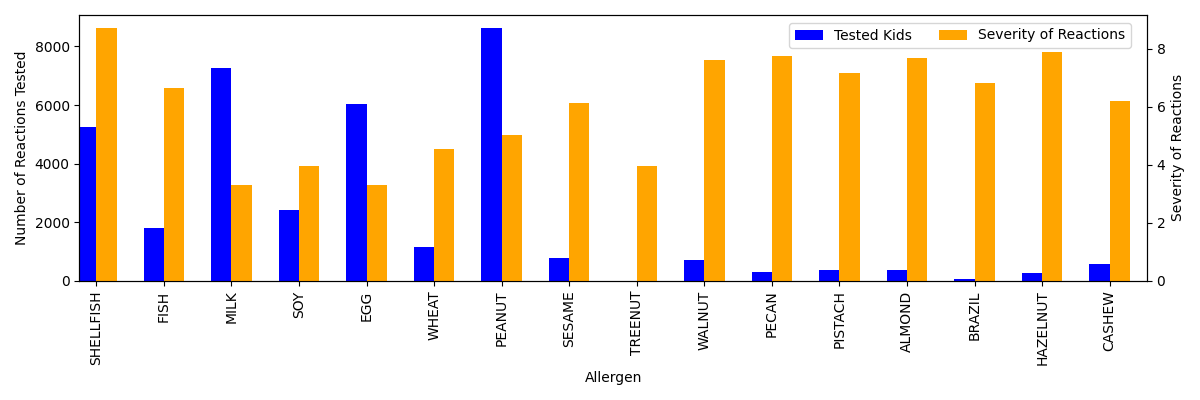 Tested Kids
Severity of Reactions
Number of Reactions Tested
8000
6000
4000
2000
0
8
6
4
2
0
Severity of Reactions
SHELLFISH
FISH
MILK
SOY
EGG
WHEAT
PEANUT
SESAME
TREENUT
WALNUT
PECAN
PISTACH
ALMOND
BRAZIL
HAZELNUT
CASHEW
Allergen